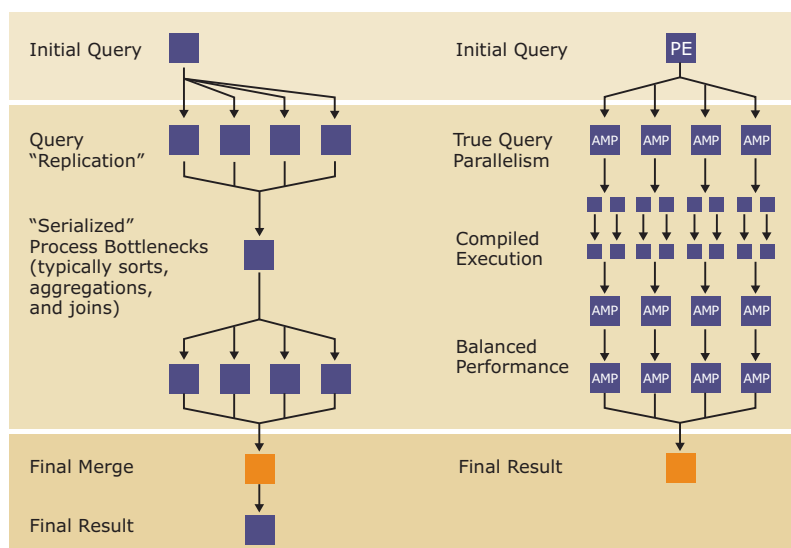 Initial Query
Query
“Replication”
“Serialized”
Process Bottlenecks
(typically sorts,
aggregations,
and joins)
Final Merge
Final Result
Initial Query
PE
True Query
Parallelism
AMP AMP AMP AMP
Compiled
Execution
AMP AMP AMP AMP
Balanced
Performance
AMP AMP AMP AMP
Final Result